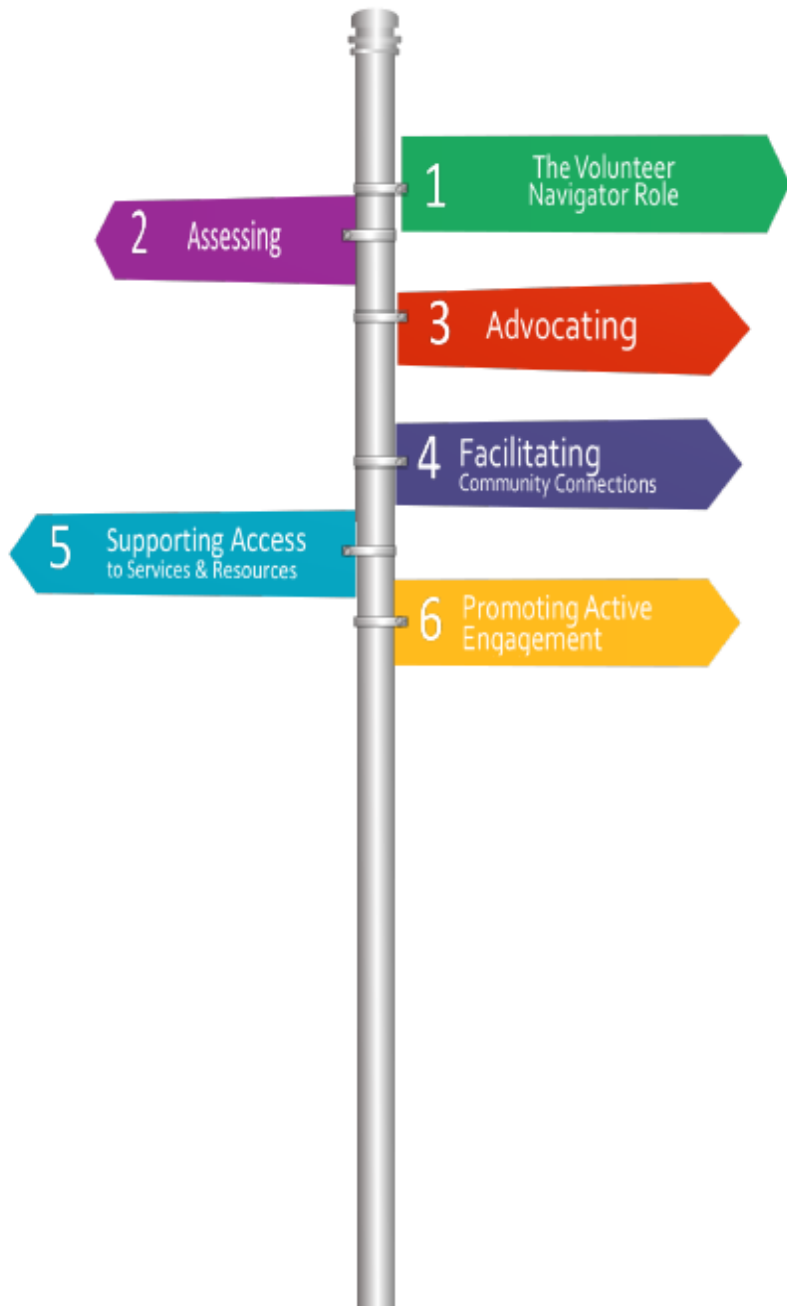 1
The Volunteer
Navigator Role
2
Assessing
3
Advocating
4
Facilitating
Community Connections
5
Supporting Access
to Services & Resources
6
Promoting Active
Engagement